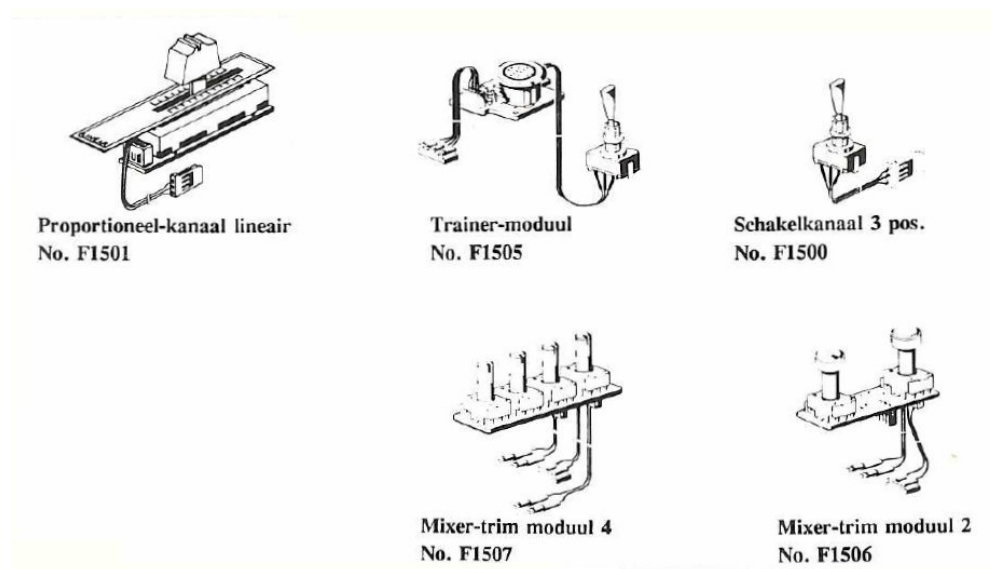 Proportioneel-kanaal lineair
No. F1501
Trainer-moduul
No. F1505
Schakelkanaal 3 pos.
No. F1500
Mixer-trim moduul 4
No. F1507
Mixer-trim moduul 2
No. F1506